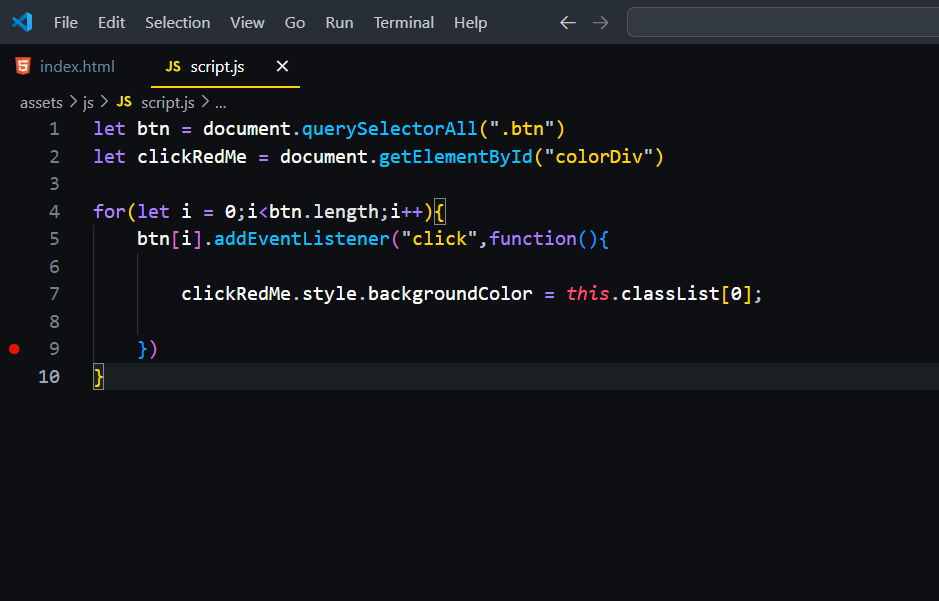 File Edit Selection View Go Run Terminal Help
index.html JS script.js
assets > js > JS script.js > ...
1 let btn = document.querySelectorAll(".btn")
2 let clickRedMe = document.getElementById("colorDiv")
3
4 for(let i = 0;i<btn.length;i++){
5 btn[i].addEventListener("click",function(){
6
7 clickRedMe.style.backgroundColor = this.classList[0];
8
9 })
10 }